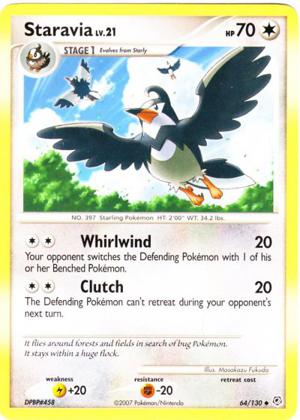 Staravia LV.21 HP 70
STAGE 1 Evolves from Starly
NO. 397 Starling Pokémon HT: 2'00" WT: 34.2 lbs.
Whirlwind 20
Your opponent switches the Defending Pokémon with 1 of his
or her Benched Pokémon.
Clutch 20
The Defending Pokémon can't retreat during your opponent's
next turn.
It flies around forests and fields in search of bug Pokémon.
It stays within a huge flock.
Illus. Masakazu Fukuda
weakness resistance retreat cost
+20 -20
DPBP#458 ©2007 Pokémon/Nintendo 64/130